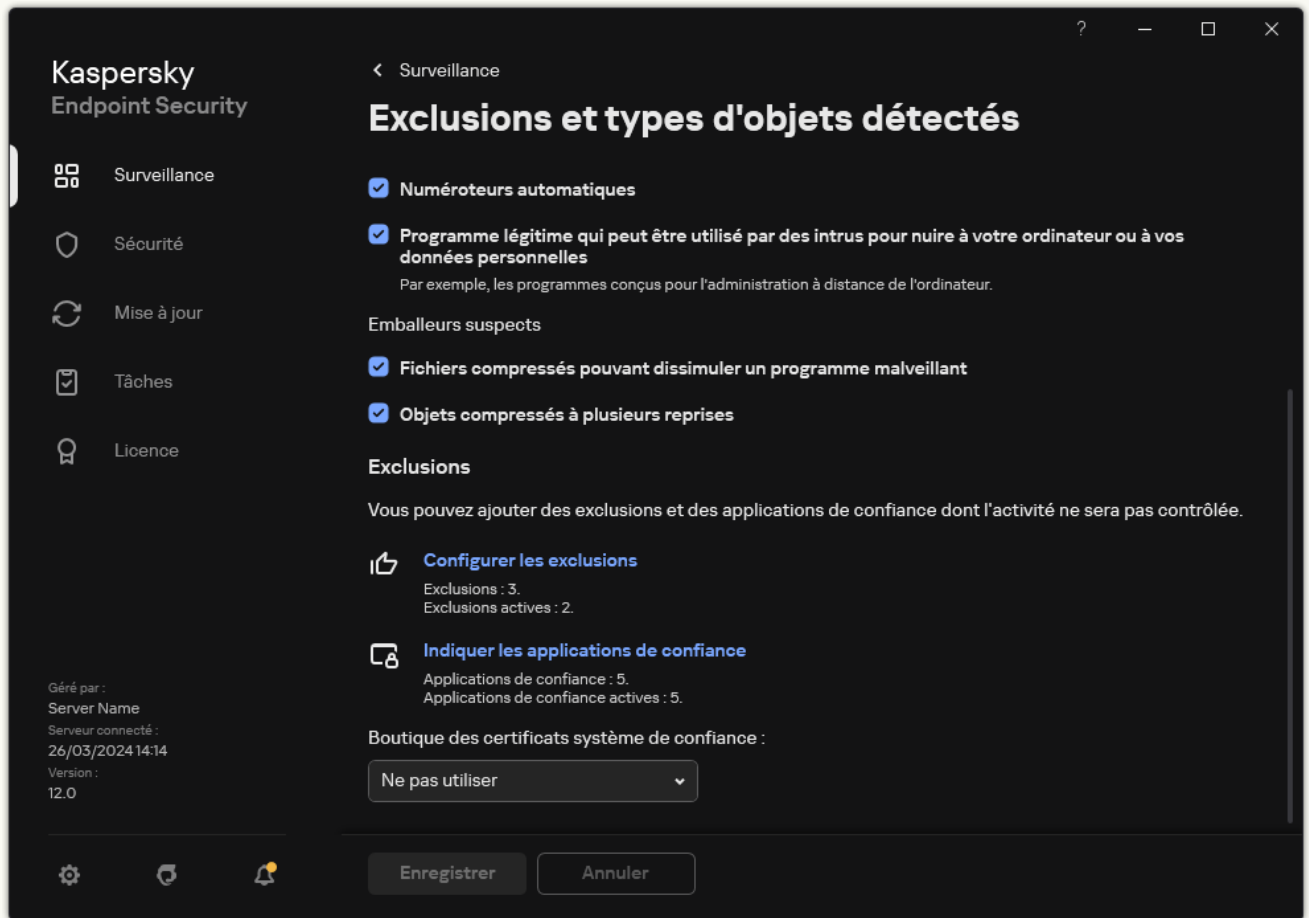 ?
Kaspersky
Endpoint Security
Surveillance
Sécurité
Mise à jour
Tâches
Licence
Géré par :
Server Name
Serveur connecté :
26/03/2024 14:14
Version :
12.0
Surveillance
Exclusions et types d'objets détectés
Numéroteurs automatiques
Programme légitime qui peut être utilisé par des intrus pour nuire à votre ordinateur ou à vos
données personnelles
Par exemple, les programmes conçus pour l'administration à distance de l'ordinateur.
Emballeurs suspects
Fichiers compressés pouvant dissimuler un programme malveillant
Objets compressés à plusieurs reprises
Exclusions
Vous pouvez ajouter des exclusions et des applications de confiance dont l'activité ne sera pas contrôlée.
Configurer les exclusions
Exclusions : 3.
Exclusions actives : 2.
Indiquer les applications de confiance
Applications de confiance : 5.
Applications de confiance actives : 5.
Boutique des certificats système de confiance :
Ne pas utiliser
Enregistrer
Annuler